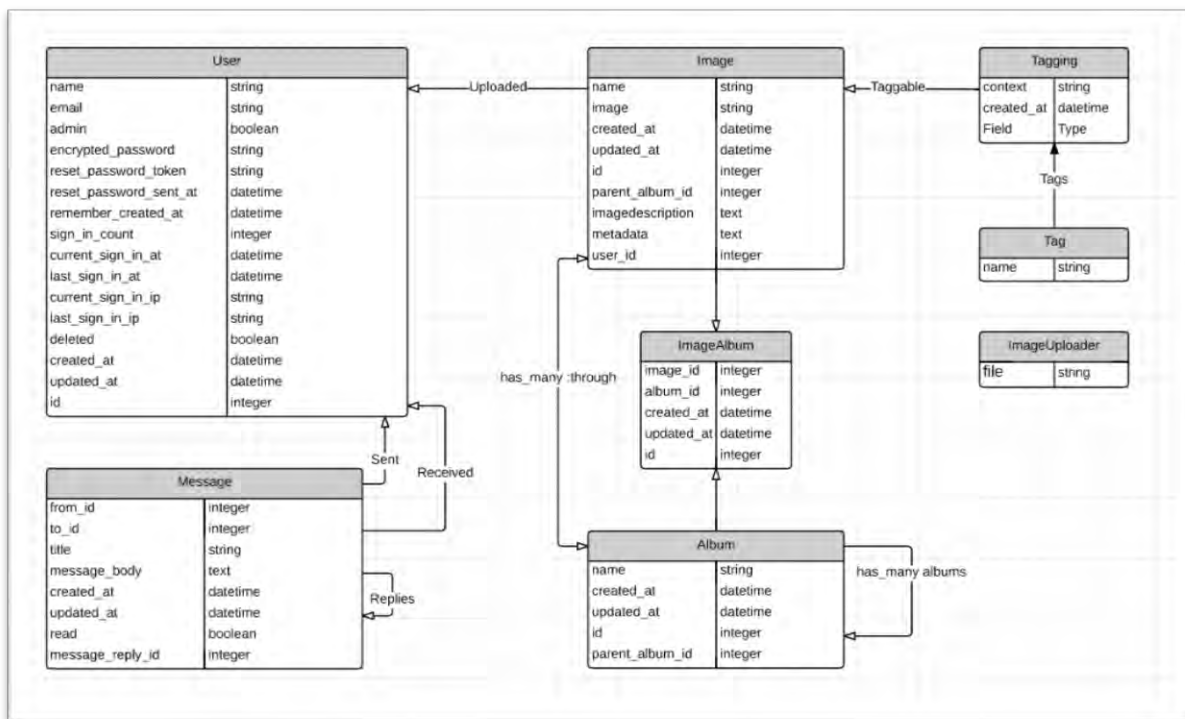 User
name string
email string
admin boolean
encrypted_password string
reset_password_token string
reset_password_sent_at datetime
remember_created_at datetime
sign_in_count integer
current_sign_in_at datetime
last_sign_in_at datetime
current_sign_in_ip string
last_sign_in_ip string
deleted boolean
created_at datetime
updated_at datetime
id integer
Uploaded
Image
name string
image string
created_at datetime
updated_at datetime
id integer
parent_album_id integer
imagedescription text
metadata text
user_id integer
Taggable
Tagging
context string
created_at datetime
Field Type
Tags
Tag
name string
ImageUploader
file string
has_many :through
ImageAlbum
image_id integer
album_id integer
created_at datetime
updated_at datetime
id integer
Sent
Received
Message
from_id integer
to_id integer
title string
message_body text
created_at datetime
updated_at datetime
read boolean
message_reply_id integer
Replies
Album
name string
created_at datetime
updated_at datetime
id integer
parent_album_id integer
has_many albums